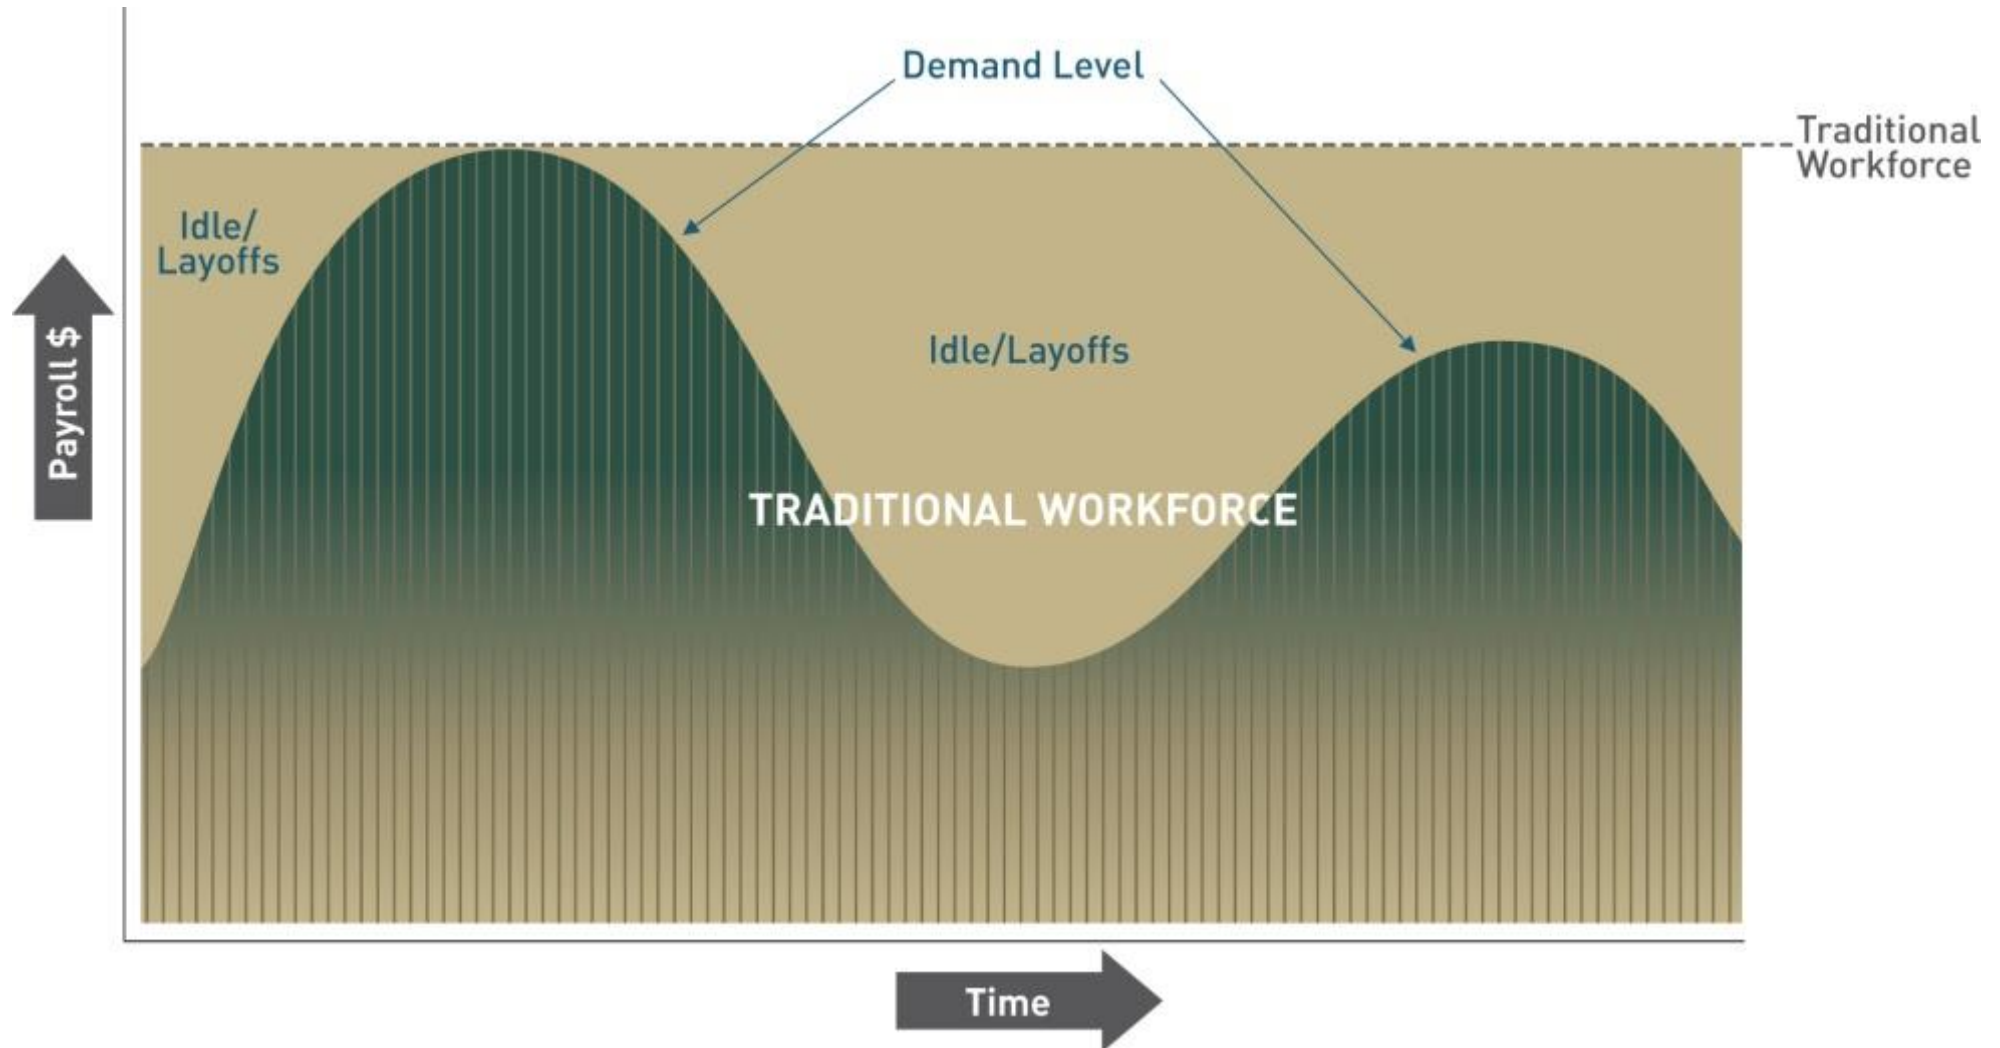 Demand Level
Traditional
Workforce
Idle/
Layoffs
Idle/Layoffs
Payroll $
TRADITIONAL WORKFORCE
Time